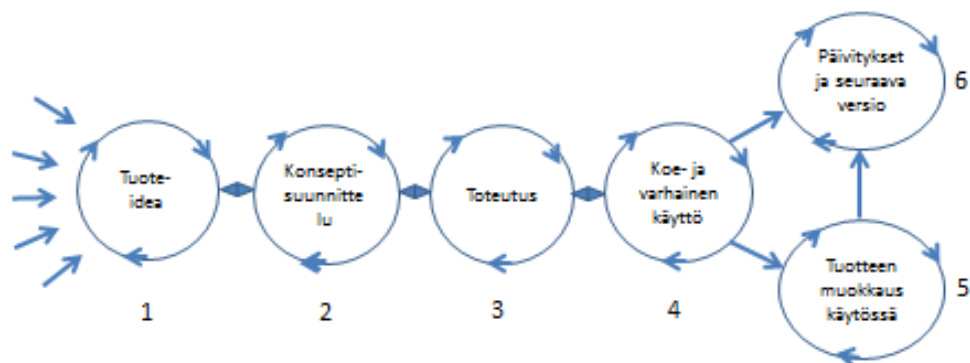 Tuote-
idea
1
Konsepti-
suunnitte
lu
2
Toteutus
3
Koe- ja
varhainen
käyttö
4
Tuotteen
muokkaus
käytössä
5
Päivitykset
ja seuraava
versio
6